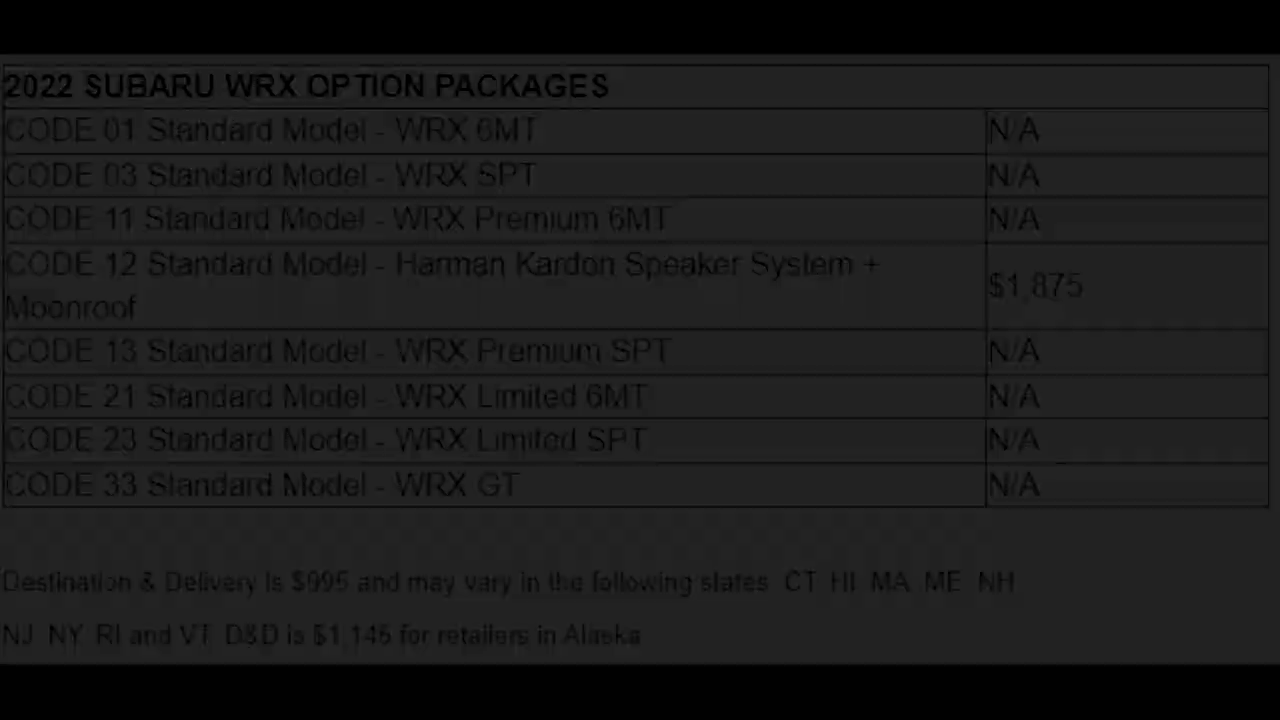 2022 SUBARU WRX OPTION PACKAGES
CODE 01 Standard Model - WRX 6MT N/A
CODE 03 Standard Model - WRX SPT N/A
CODE 11 Standard Model - WRX Premium 6MT N/A
CODE 12 Standard Model - Harman Kardon Speaker System +
Moonroof $1,875
CODE 13 Standard Model - WRX Premium SPT N/A
CODE 21 Standard Model - WRX Limited 6MT N/A
CODE 23 Standard Model - WRX Limited SPT N/A
CODE 33 Standard Model - WRX GT N/A
Destination & Delivery is $995 and may vary in the following states CT HI MA ME NH
NJ NY RI and VT D&D is $1,145 for retailers in Alaska